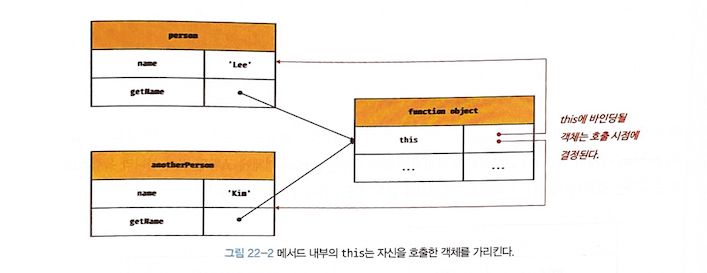 person
name 'Lee'
getName
function object
this
... ...
this에 바인딩될
객체는 호출 시점에
결정된다.
anotherPerson
name 'Kim'
getName
그림 22-2 메서드 내부의 this는 자신을 호출한 객체를 가리킨다.